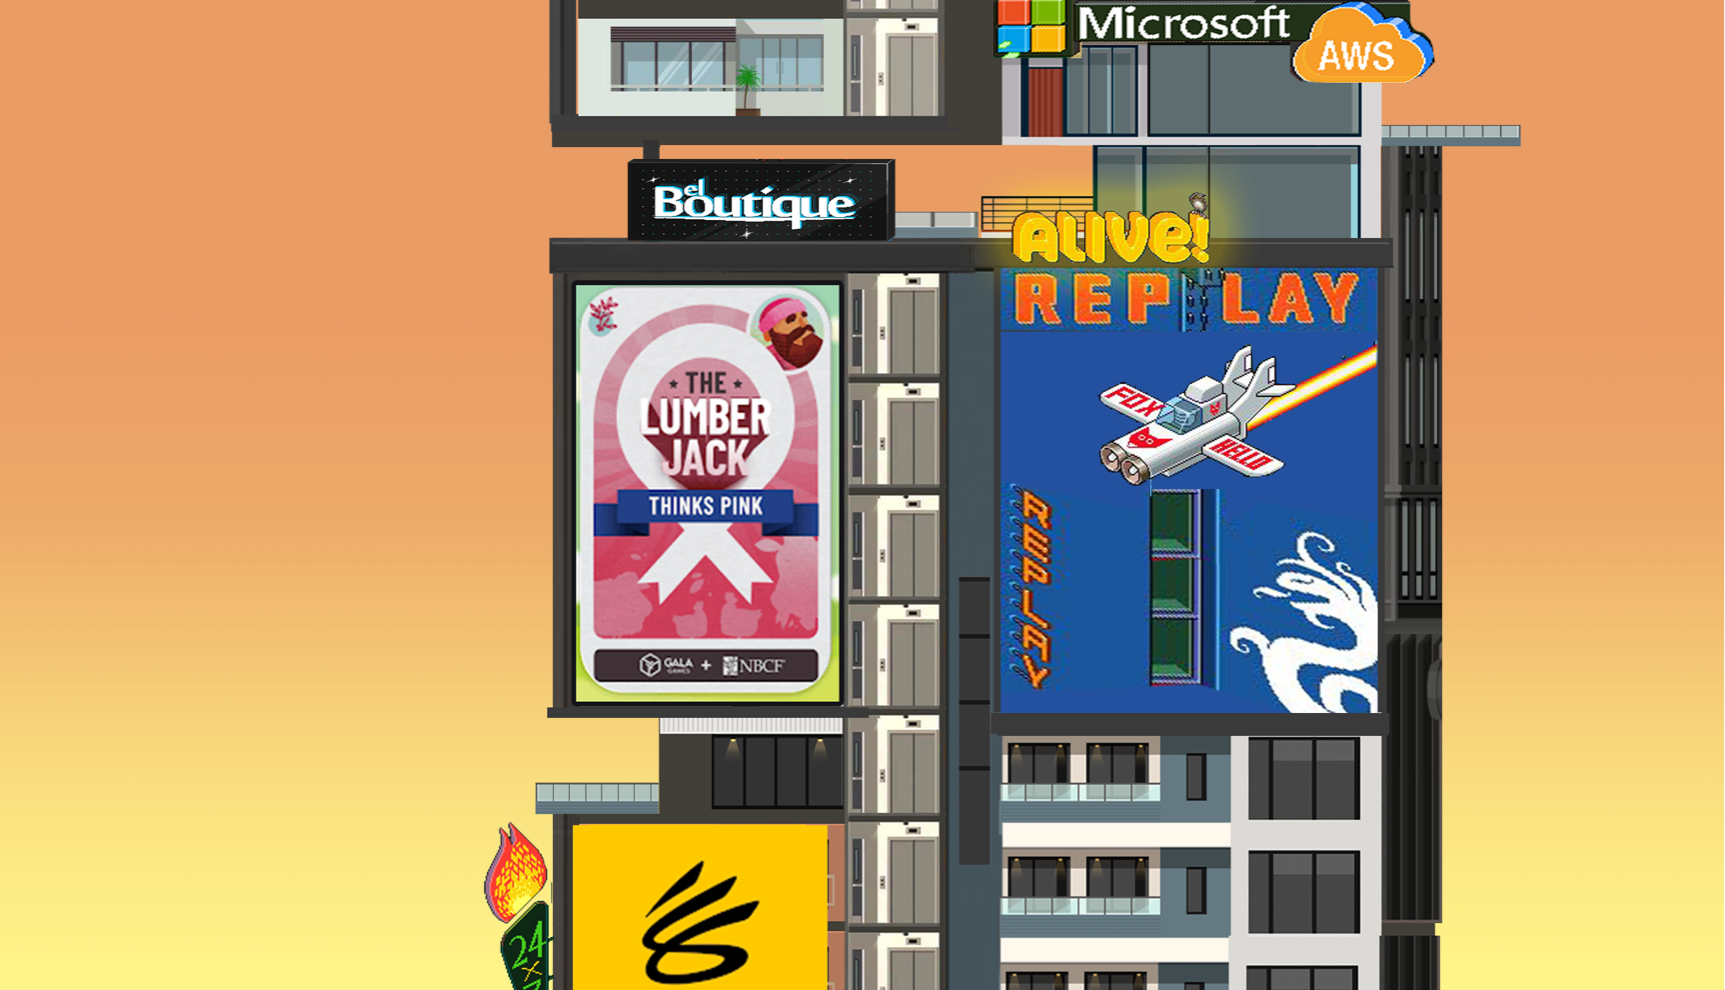 Microsoft
AWS
el
Boutique
ALIVE!
REPLAY
THE
LUMBER
JACK
THINKS PINK
GALA
GAMES
+
NBCF
FOX
HELLO
REPLAY
24
X